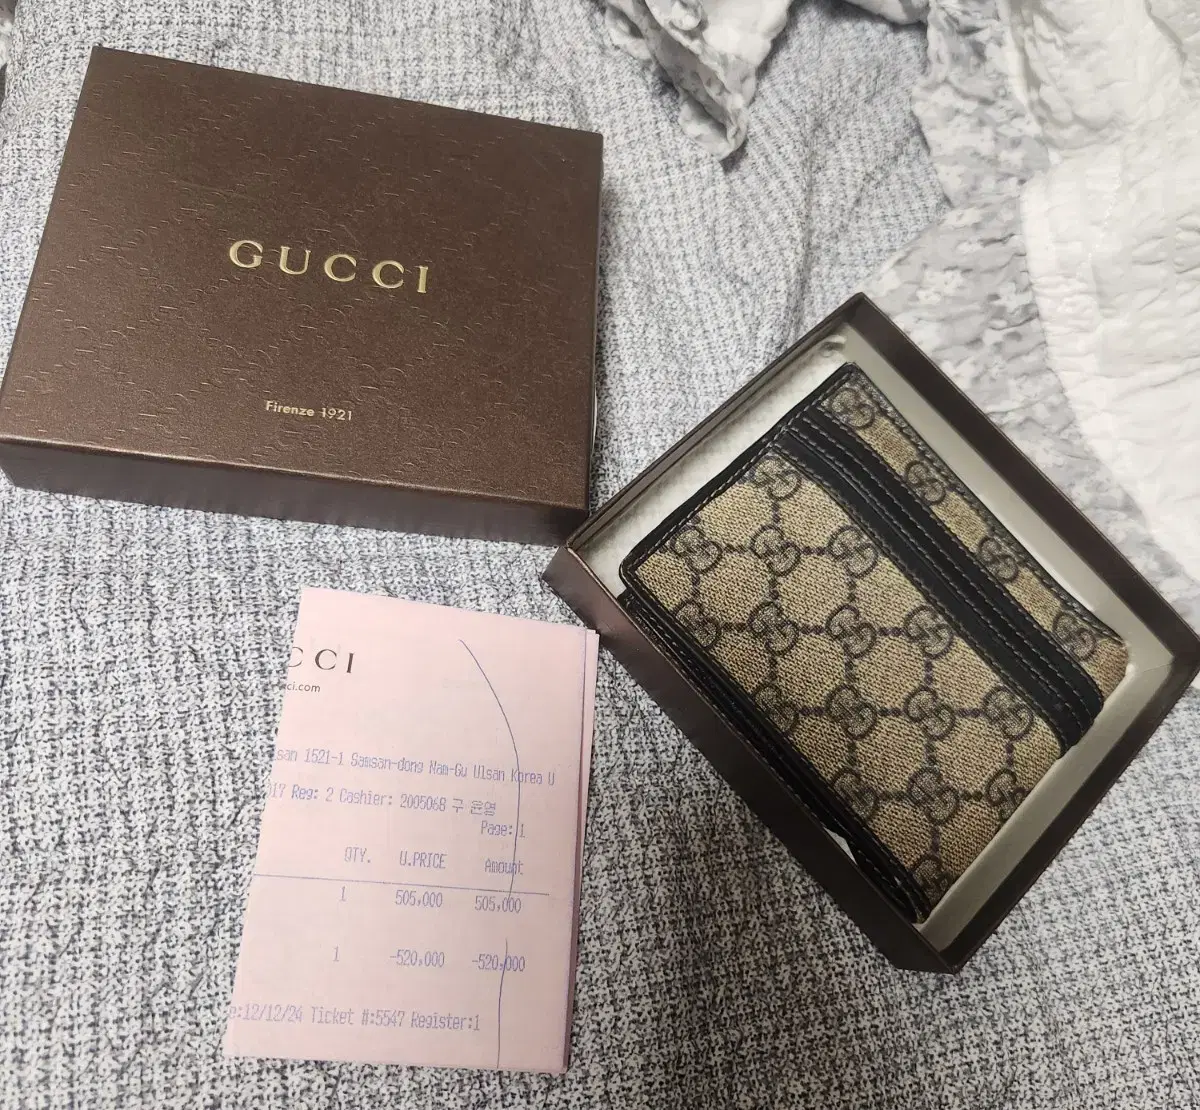 GUCCI
Firenze 1921
CCI
ci.com
san 1521-1 Samsan-dong Nam-Gu Ulsan Korea U
017 Reg: 2 Cashier: 2005068 구 윤영
Page: 1
QTY. U.PRICE Amount
1 505,000 505,000
1 -520,000 -520,000
e:12/12/24 Ticket #:5547 Register:1